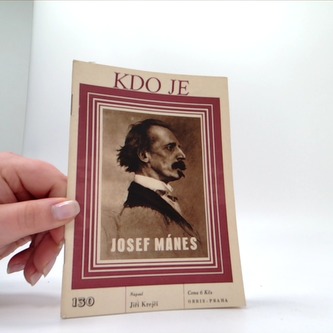 KDO JE
JOSEF MÁNES
130
Napsal
Jiří Krejčí
Cena 6 Kčs
ORBIS-PRAHA